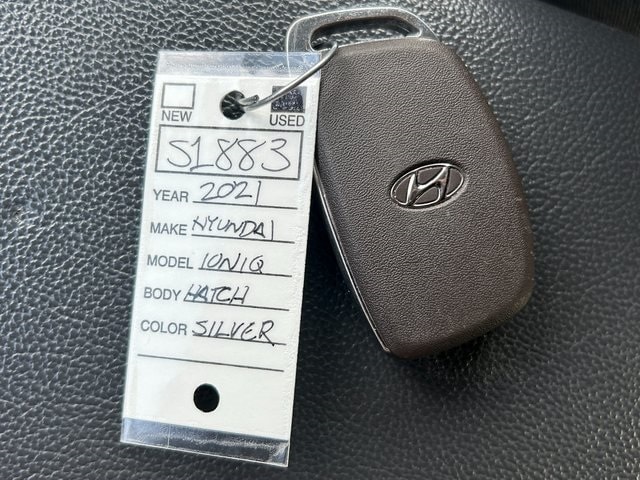 NEW USED
S1883
YEAR 2021
MAKE HYUNDAI
MODEL IONIQ
BODY HATCH
COLOR SILVER